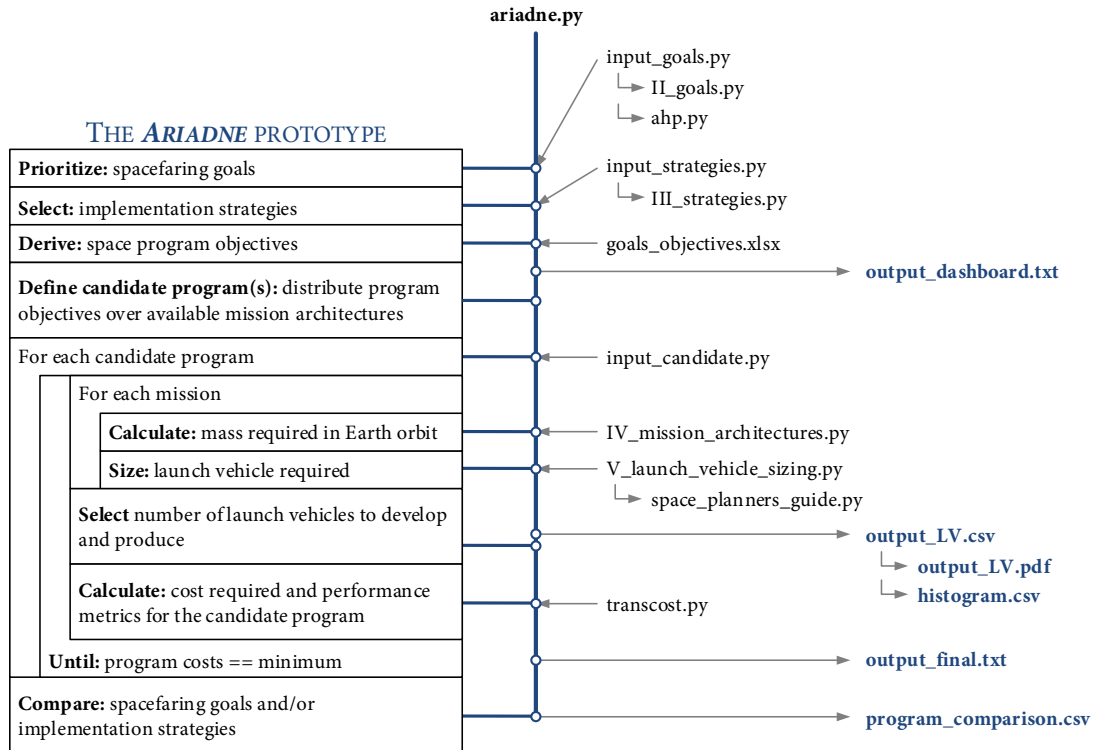 ariadne.py
input_goals.py
II_goals.py
ahp.py
THE ARIADNE PROTOTYPE
Prioritize: spacefaring goals
input_strategies.py
III_strategies.py
Select: implementation strategies
Derive: space program objectives
goals_objectives.xlsx
output_dashboard.txt
Define candidate program(s): distribute program
objectives over available mission architectures
For each candidate program
input_candidate.py
For each mission
Calculate: mass required in Earth orbit
IV_mission_architectures.py
Size: launch vehicle required
V_launch_vehicle_sizing.py
space_planners_guide.py
Select number of launch vehicles to develop
and produce
output_LV.csv
output_LV.pdf
histogram.csv
Calculate: cost required and performance
metrics for the candidate program
transcost.py
Until: program costs == minimum
output_final.txt
Compare: spacefaring goals and/or
implementation strategies
program_comparison.csv